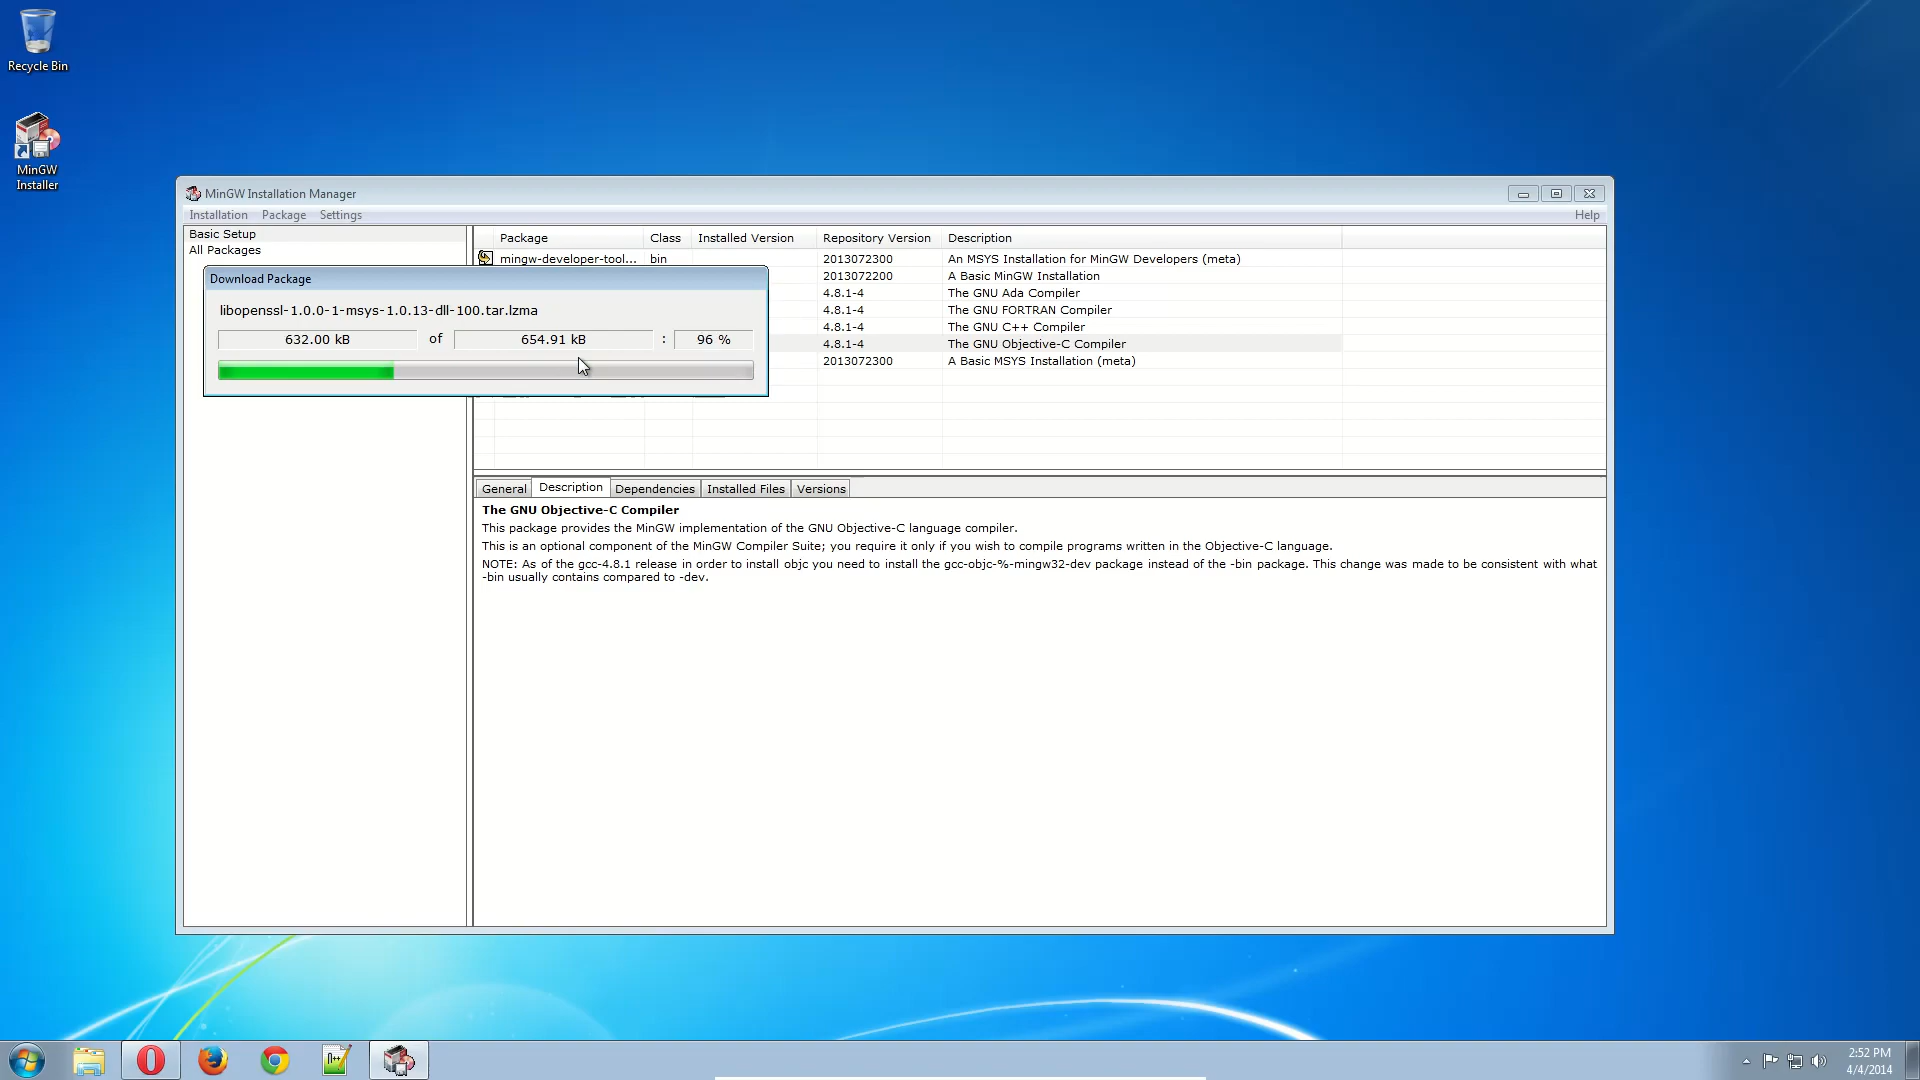 Recycle Bin
MinGW
Installer
MinGW Installation Manager
Installation Package Settings Help
Basic Setup
All Packages
Package Class Installed Version Repository Version Description
mingw-developer-tool... bin 2013072300 An MSYS Installation for MinGW Developers (meta)
2013072200 A Basic MinGW Installation
4.8.1-4 The GNU Ada Compiler
4.8.1-4 The GNU FORTRAN Compiler
4.8.1-4 The GNU C++ Compiler
4.8.1-4 The GNU Objective-C Compiler
2013072300 A Basic MSYS Installation (meta)
Download Package
libopenssl-1.0.0-1-msys-1.0.13-dll-100.tar.lzma
632.00 kB of 654.91 kB : 96 %
General Description Dependencies Installed Files Versions
The GNU Objective-C Compiler
This package provides the MinGW implementation of the GNU Objective-C language compiler.
This is an optional component of the MinGW Compiler Suite; you require it only if you wish to compile programs written in the Objective-C language.
NOTE: As of the gcc-4.8.1 release in order to install objc you need to install the gcc-objc-%-mingw32-dev package instead of the -bin package. This change was made to be consistent with what
-bin usually contains compared to -dev.
2:52 PM
4/4/2014